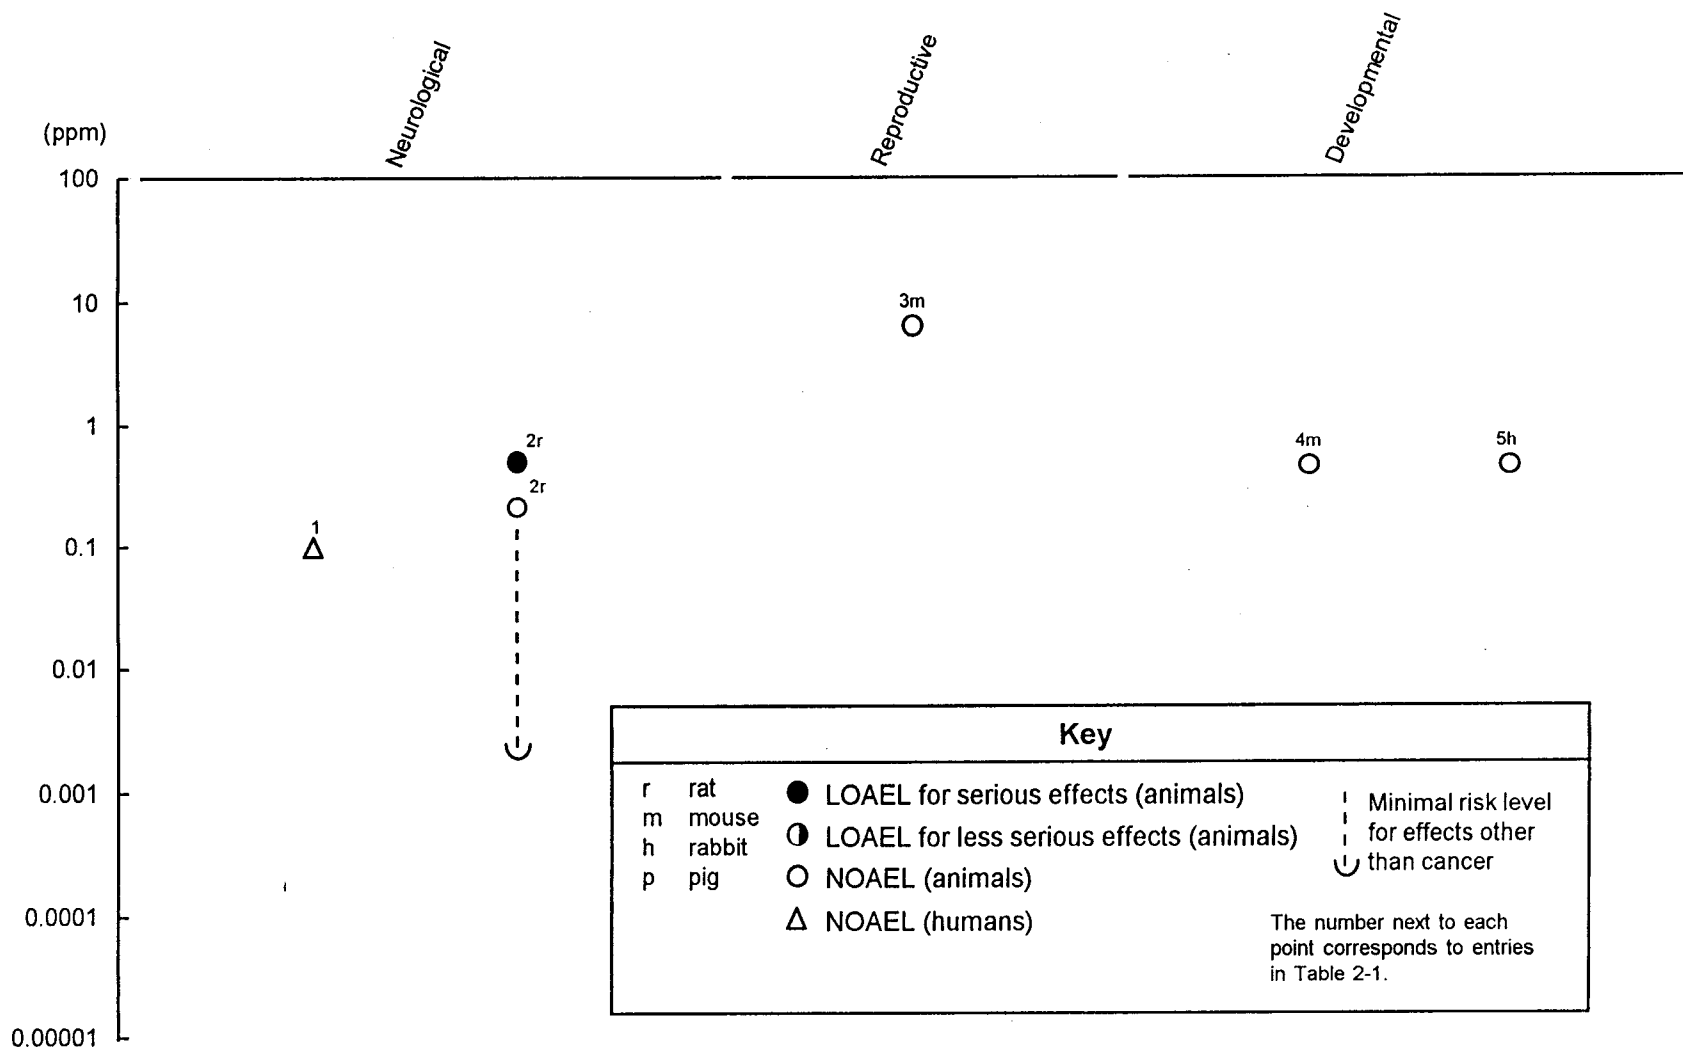 Neurological
Reproductive
Developmental
(ppm)
100
10
3m
1
2r
4m
5h
2r
1
0.1
0.01
0.001
0.0001
0.00001
Key
r rat
m mouse
h rabbit
p pig
LOAEL for serious effects (animals)
LOAEL for less serious effects (animals)
NOAEL (animals)
NOAEL (humans)
Minimal risk level
for effects other
than cancer
The number next to each
point corresponds to entries
in Table 2-1.